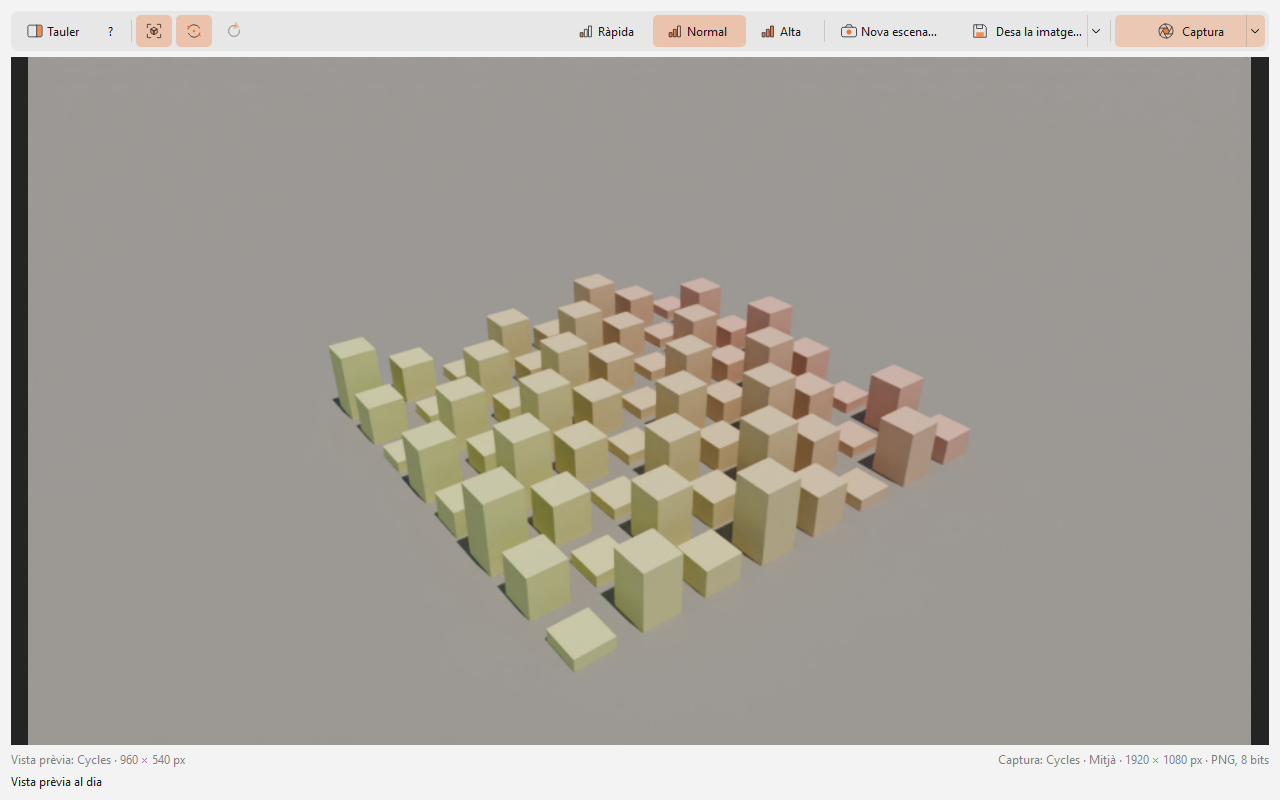 Tauler ? Ràpida Normal Alta Nova escena... Desa la imatge... Captura
Vista prèvia: Cycles · 960 × 540 px Captura: Cycles · Mitjà · 1920 × 1080 px · PNG, 8 bits
Vista prèvia al dia